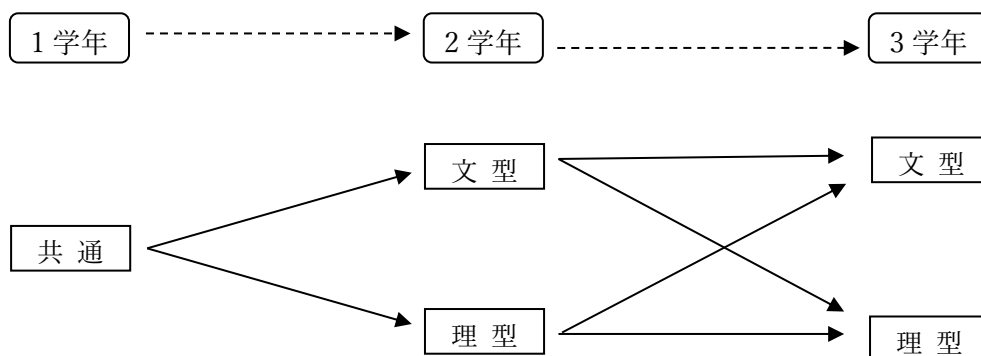 1 学年 2 学年 3 学年
文 型 文 型
共 通
理 型 理 型